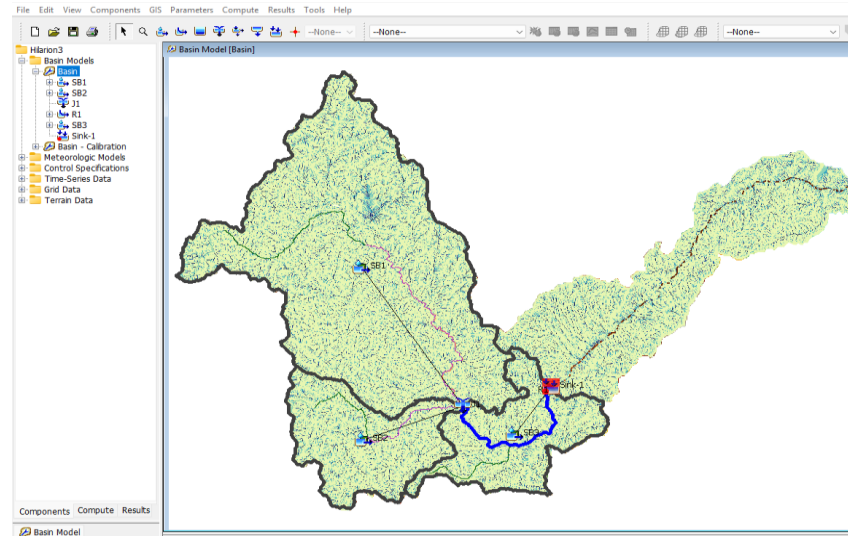 File Edit View Components GIS Parameters Compute Results Tools Help
--None-- --None-- --None--
Hilarion3
Basin Models
Basin
SB1
SB2
J1
R1
SB3
Sink-1
Basin - Calibration
Meteorologic Models
Control Specifications
Time-Series Data
Grid Data
Terrain Data
Components Compute Results
Basin Model
Basin Model [Basin]
SB1
Sink-1
SB2
SB3